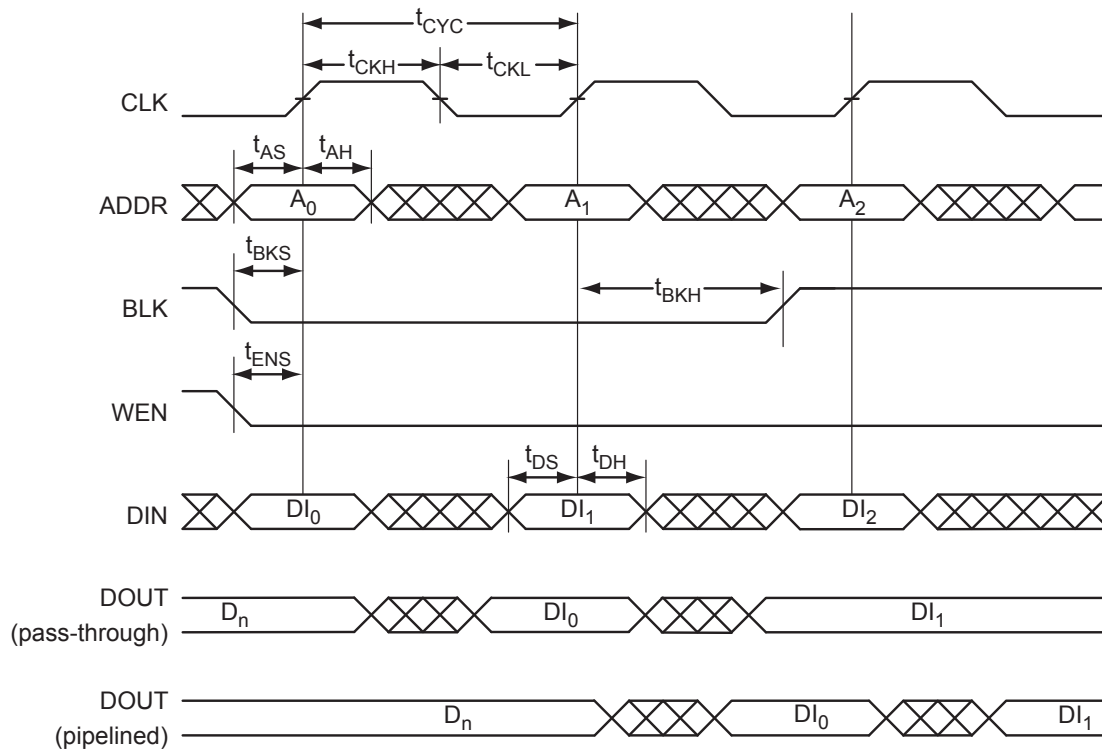 tCYC
tCKH tCKL
CLK
tAS tAH
ADDR A0 A1 A2
tBKS
BLK tBKH
tENS
WEN
tDS tDH
DIN DI0 DI1 DI2
DOUT
(pass-through) Dn DI0 DI1
DOUT
(pipelined) Dn DI0 DI1